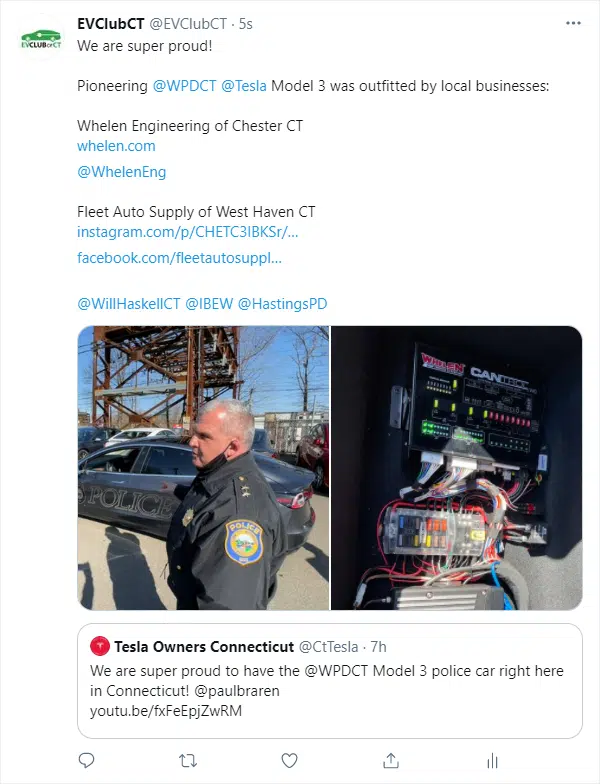 EVClubCT @EVClubCT · 5s
EVCLUBofCT
We are super proud!
Pioneering @WPDCT @Tesla Model 3 was outfitted by local businesses:
Whelen Engineering of Chester CT
whelen.com
@WhelenEng
Fleet Auto Supply of West Haven CT
instagram.com/p/CHETC3IBKSr/...
facebook.com/fleetautosuppl...
@WillHaskellCT @IBEW @HastingsPD
POLICE
POLICE
WHELEN
Tesla Owners Connecticut @CtTesla · 7h
We are super proud to have the @WPDCT Model 3 police car right here
in Connecticut! @paulbraren
youtu.be/fxFeEpjZwRM